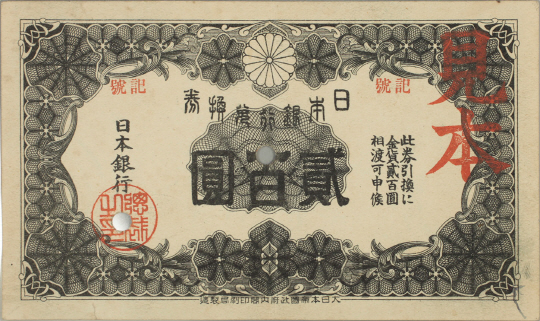 見本
記號
記號
日本銀行兌換券
貳百圓
此券引換に
金貨貳百圓
相渡可申候
日本銀行
大日本帝國政府内閣印刷局製造